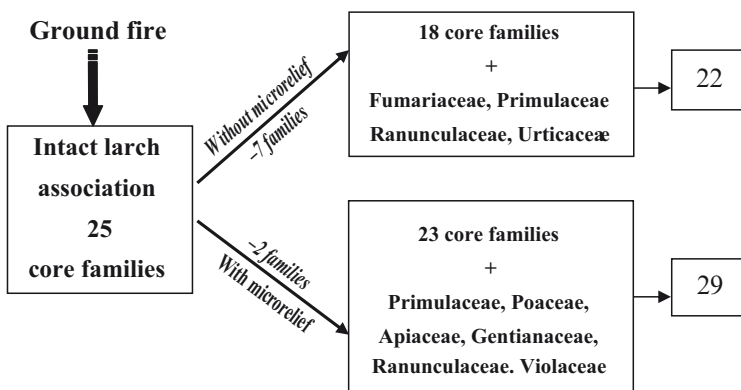 Ground fire
Intact larch
association
25
core families
Without microrelief
–7 families
18 core families
+
Fumariaceae, Primulaceae
Ranunculaceae, Urticaceæ
22
–2 families
With microrelief
23 core families
+
Primulaceae, Poaceae,
Apiaceae, Gentianaceae,
Ranunculaceae. Violaceae
29